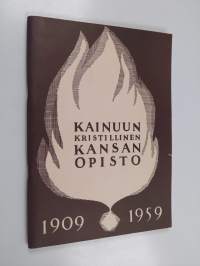 KAINUUN
KRISTILLINEN
KANSAN
OPISTO
1909 1959